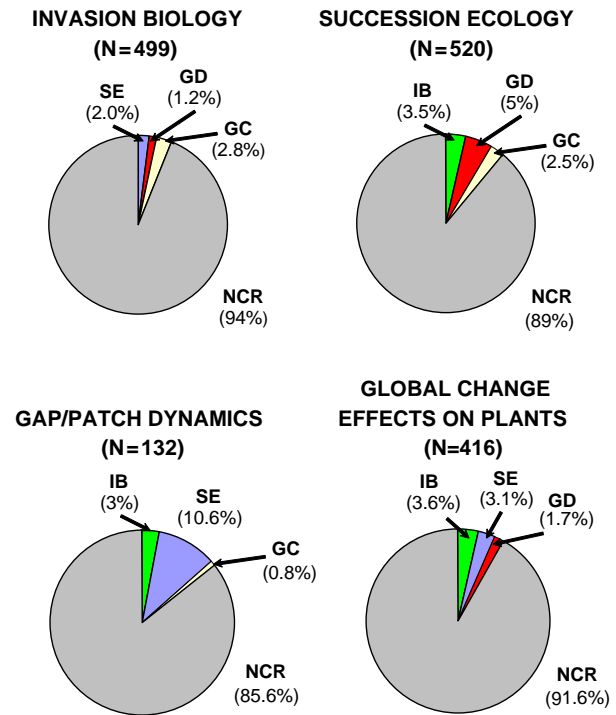 INVASION BIOLOGY
(N=499)
SE
(2.0%)
GD
(1.2%)
GC
(2.8%)
NCR
(94%)
SUCCESSION ECOLOGY
(N=520)
IB
(3.5%)
GD
(5%)
GC
(2.5%)
NCR
(89%)
GAP/PATCH DYNAMICS
(N=132)
IB
(3%)
SE
(10.6%)
GC
(0.8%)
NCR
(85.6%)
GLOBAL CHANGE
EFFECTS ON PLANTS
(N=416)
IB
(3.6%)
SE
(3.1%)
GD
(1.7%)
NCR
(91.6%)